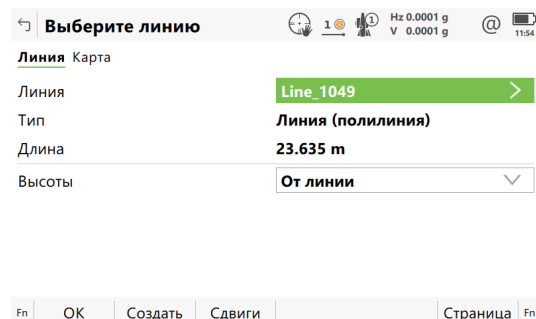 Выберите линию 1 1 Hz 0.0001 g
V 0.0001 g @ 11:54
Линия Карта
Линия Line_1049
Тип Линия (полилиния)
Длина 23.635 m
Высоты От линии
Fn OK Создать Сдвиги Страница Fn